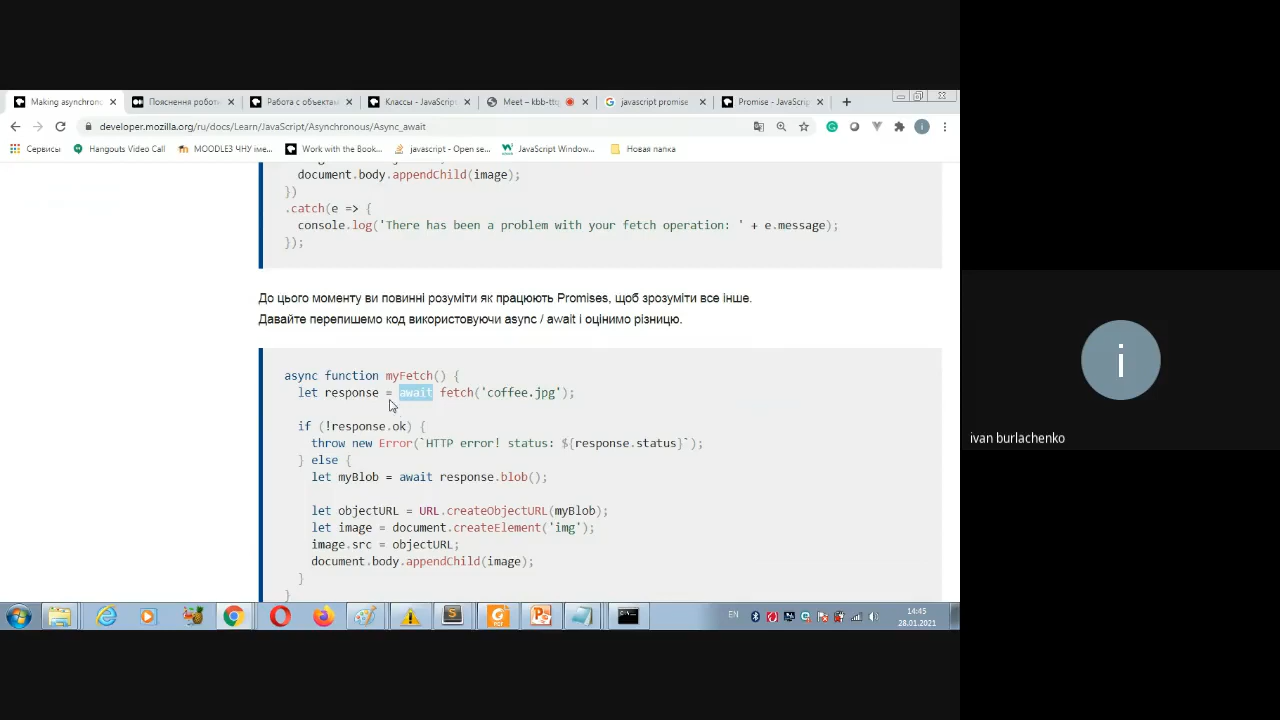 Making asynchrono
Пояснення роботи
Работа с объектам
Классы - JavaScript
Meet – kbb-ttq
javascript promise
Promise - JavaScrip
developer.mozilla.org/ru/docs/Learn/JavaScript/Asynchronous/Async_await
Сервисы
Hangouts Video Call
MOODLE3 ЧНУ іме...
Work with the Book...
javascript - Open se...
JavaScript Window...
Новая папка
document.body.appendChild(image);
})
.catch(e => {
console.log('There has been a problem with your fetch operation: ' + e.message);
});
До цього моменту ви повинні розуміти як працюють Promises, щоб зрозуміти все інше.
Давайте перепишемо код використовуючи async / await і оцінимо різницю.
async function myFetch() {
let response = await fetch('coffee.jpg');
if (!response.ok) {
throw new Error(`HTTP error! status: ${response.status}`);
} else {
let myBlob = await response.blob();
let objectURL = URL.createObjectURL(myBlob);
let image = document.createElement('img');
image.src = objectURL;
document.body.appendChild(image);
}
}
EN
14:45
28.01.2021
i
ivan burlachenko